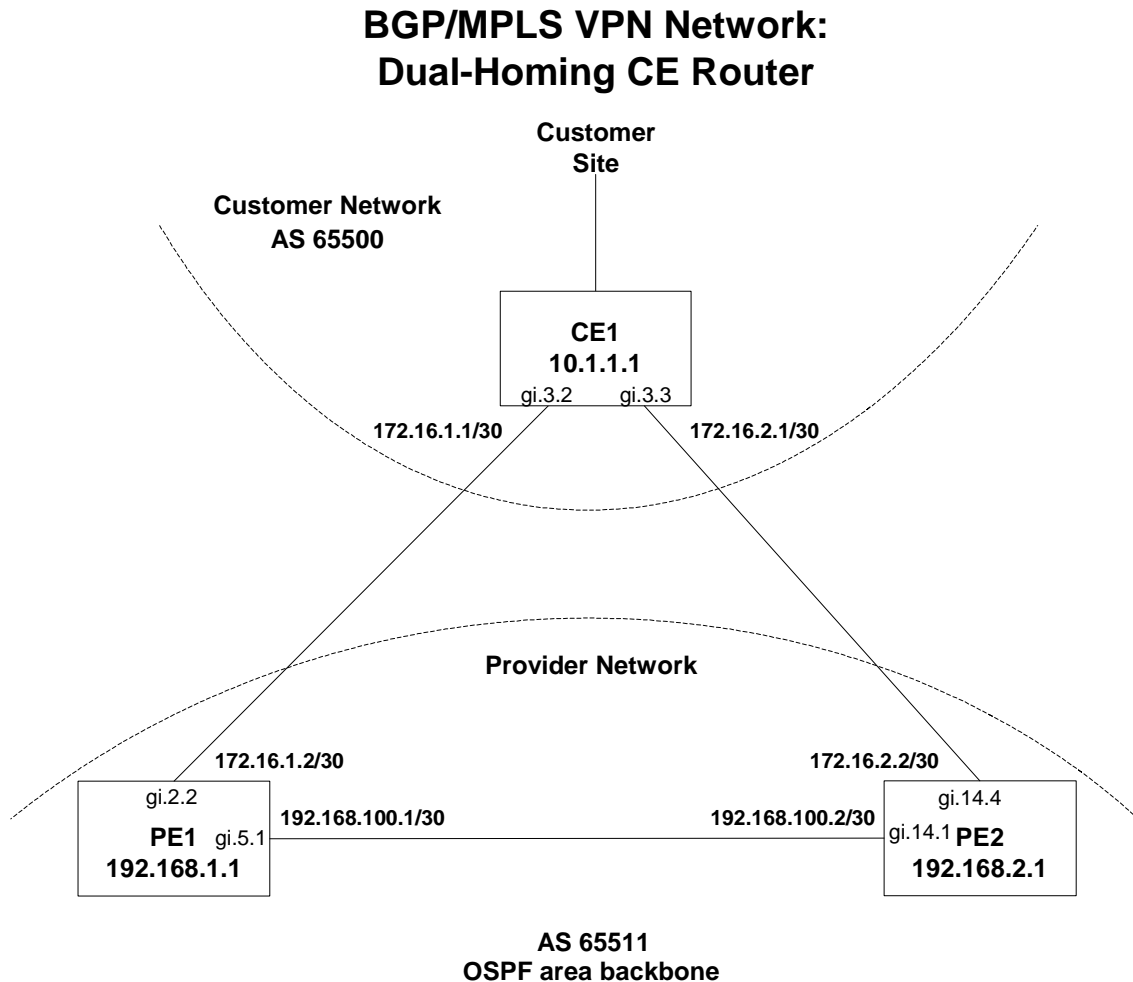 BGP/MPLS VPN Network:
Dual-Homing CE Router
Customer
Site
Customer Network
AS 65500
CE1
10.1.1.1
gi.3.2
gi.3.3
172.16.1.1/30
172.16.2.1/30
Provider Network
172.16.1.2/30
172.16.2.2/30
gi.2.2
gi.14.4
192.168.100.1/30
192.168.100.2/30
PE1
gi.5.1
gi.14.1
PE2
192.168.1.1
192.168.2.1
AS 65511
OSPF area backbone